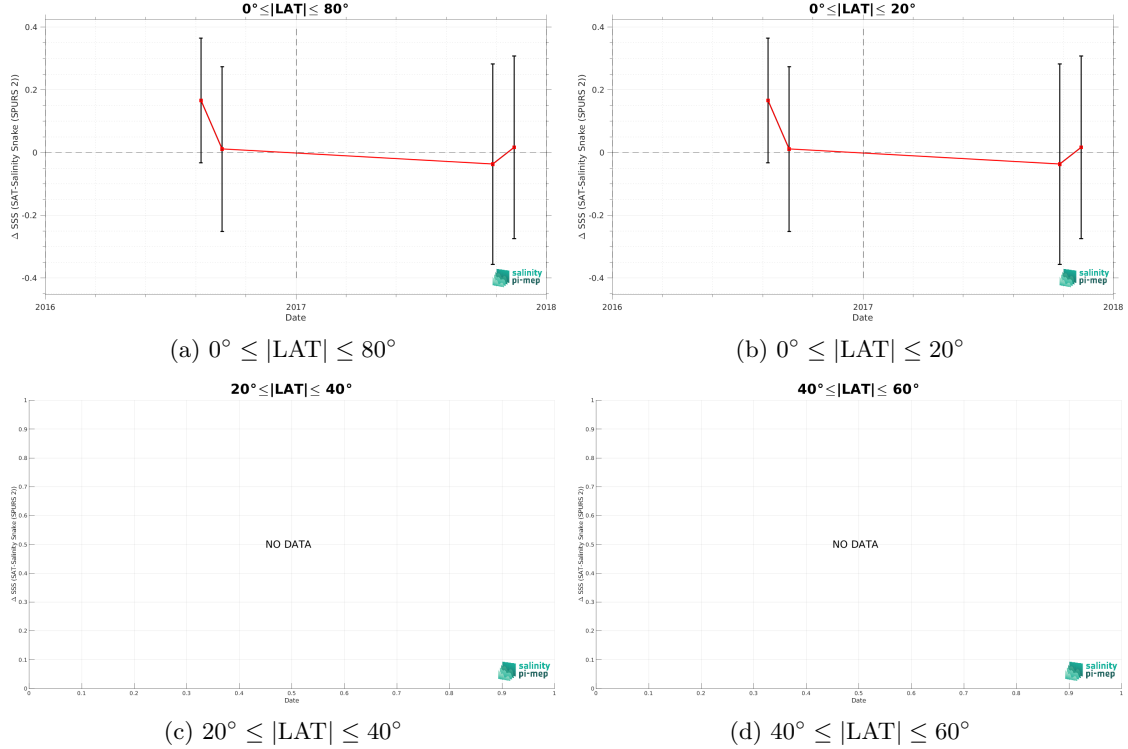 0°≤|LAT|≤ 80°
0.4
0.2
0
-0.2
-0.4
Δ SSS (SAT-Salinity Snake (SPURS 2))
2016
2017
2018
Date
salinity
pi-mep
(a) 0° ≤ |LAT| ≤ 80°
0°≤|LAT|≤ 20°
0.4
0.2
0
-0.2
-0.4
Δ SSS (SAT-Salinity Snake (SPURS 2))
2016
2017
2018
Date
salinity
pi-mep
(b) 0° ≤ |LAT| ≤ 20°
20°≤|LAT|≤ 40°
1
0.9
0.8
0.7
0.6
0.5
0.4
0.3
0.2
0.1
0
Δ SSS (SAT-Salinity Snake (SPURS 2))
NO DATA
0 0.1 0.2 0.3 0.4 0.5 0.6 0.7 0.8 0.9 1
Date
salinity
pi-mep
(c) 20° ≤ |LAT| ≤ 40°
40°≤|LAT|≤ 60°
1
0.9
0.8
0.7
0.6
0.5
0.4
0.3
0.2
0.1
0
Δ SSS (SAT-Salinity Snake (SPURS 2))
NO DATA
0 0.1 0.2 0.3 0.4 0.5 0.6 0.7 0.8 0.9 1
Date
salinity
pi-mep
(d) 40° ≤ |LAT| ≤ 60°